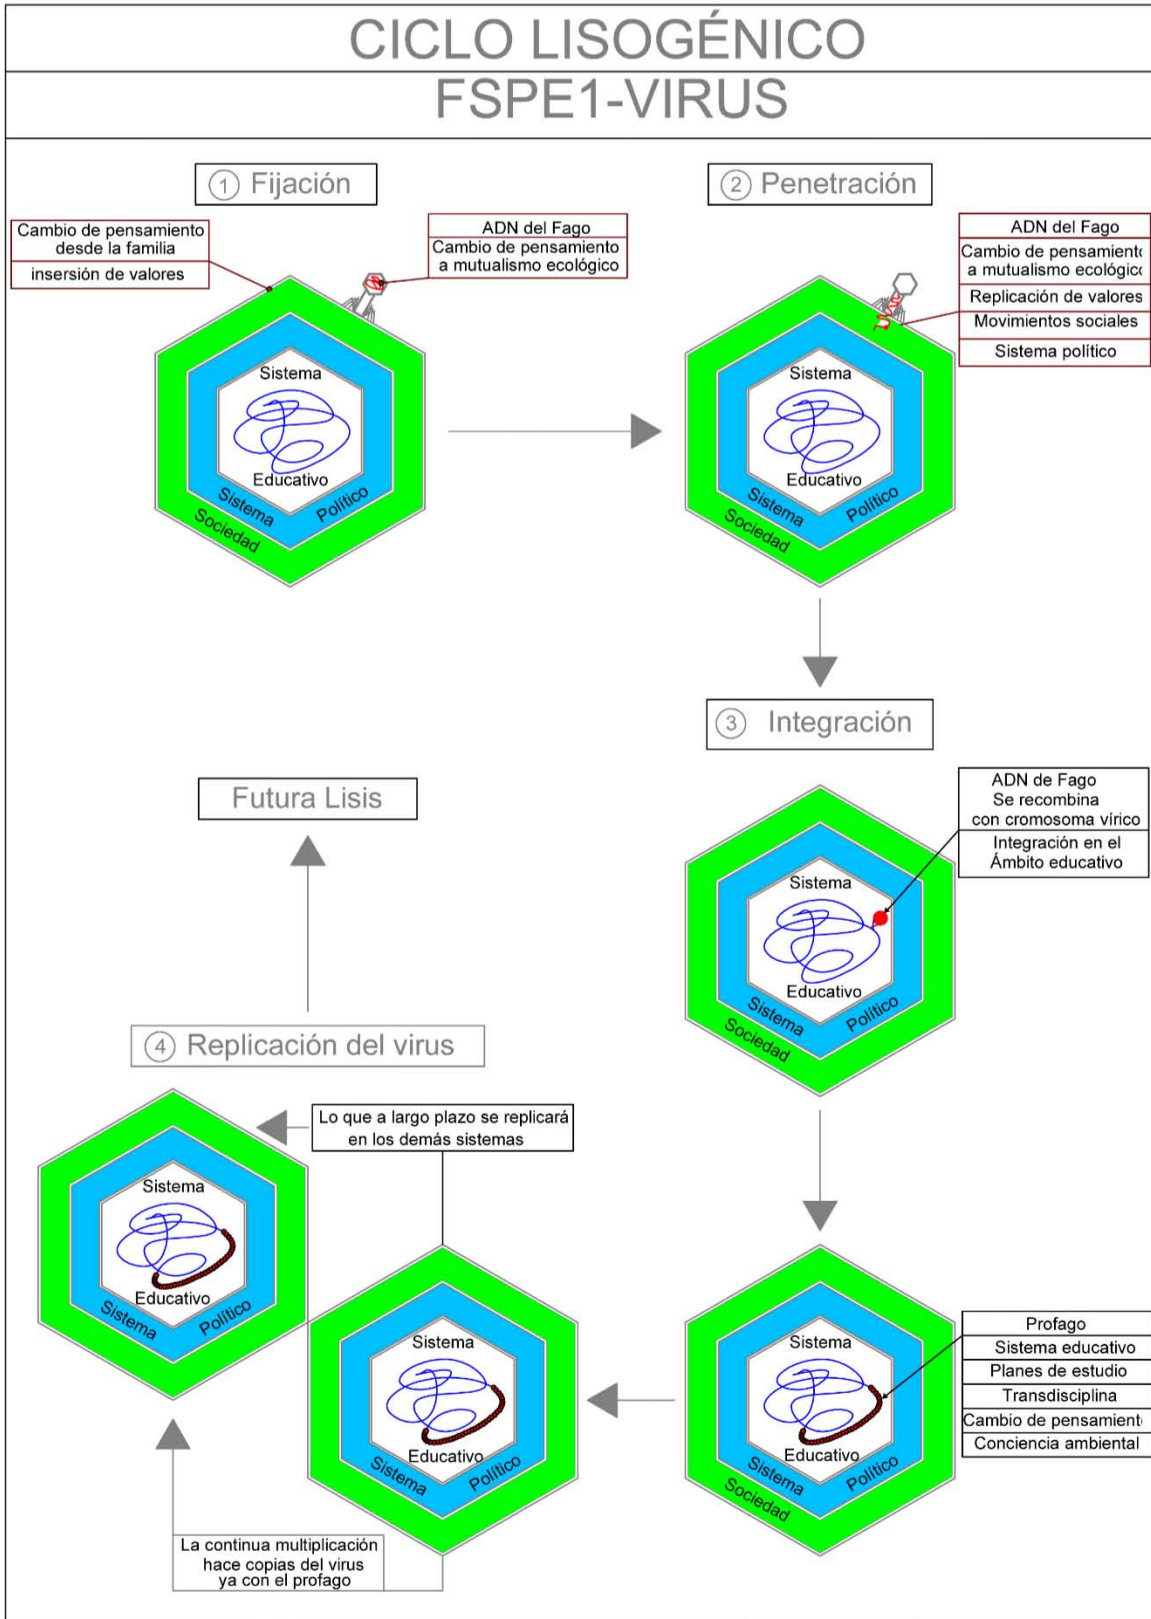 CICLO LISOGÉNICO
FSPE1-VIRUS
1 Fijación
Cambio de pensamiento
desde la familia
insersión de valores
ADN del Fago
Cambio de pensamiento
a mutualismo ecológico
Sistema
Educativo
Sistema Político
Sociedad
2 Penetración
ADN del Fago
Cambio de pensamient
a mutualismo ecológic
Replicación de valores
Movimientos sociales
Sistema político
Sistema
Educativo
Sistema Político
Sociedad
3 Integración
ADN de Fago
Se recombina
con cromosoma vírico
Integración en el
Ámbito educativo
Sistema
Educativo
Sistema Político
Sociedad
Profago
Sistema educativo
Planes de estudio
Transdisciplina
Cambio de pensamient
Conciencia ambiental
Sistema
Educativo
Sistema Político
Sociedad
Futura Lisis
4 Replicación del virus
Lo que a largo plazo se replicará
en los demás sistemas
Sistema
Educativo
Sistema Político
Sistema
Educativo
Sistema Político
La continua multiplicación
hace copias del virus
ya con el profago